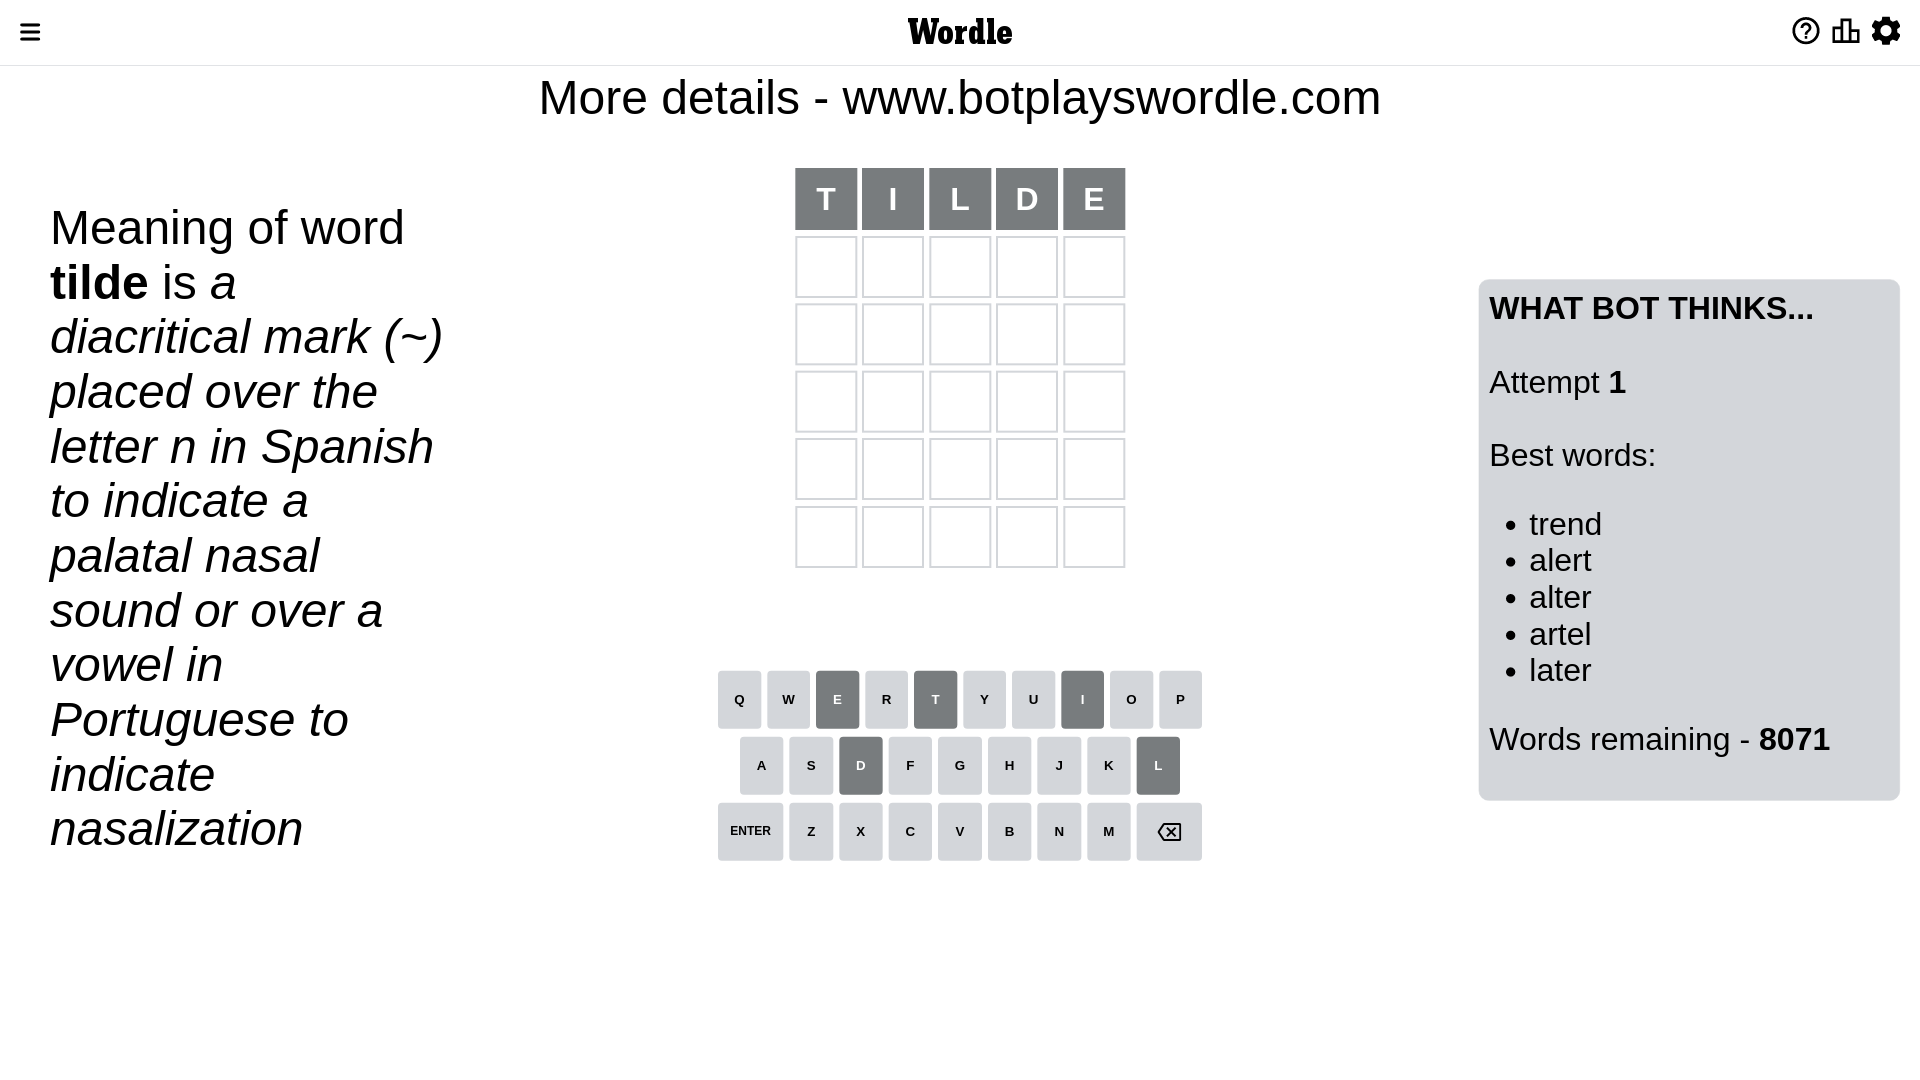 Wordle
More details - www.botplayswordle.com
Meaning of word
tilde is a
diacritical mark (~)
placed over the
letter n in Spanish
to indicate a
palatal nasal
sound or over a
vowel in
Portuguese to
indicate
nasalization
T I L D E
Q W E R T Y U I O P
A S D F G H J K L
ENTER Z X C V B N M
WHAT BOT THINKS...
Attempt 1
Best words:
• trend
• alert
• alter
• artel
• later
Words remaining - 8071